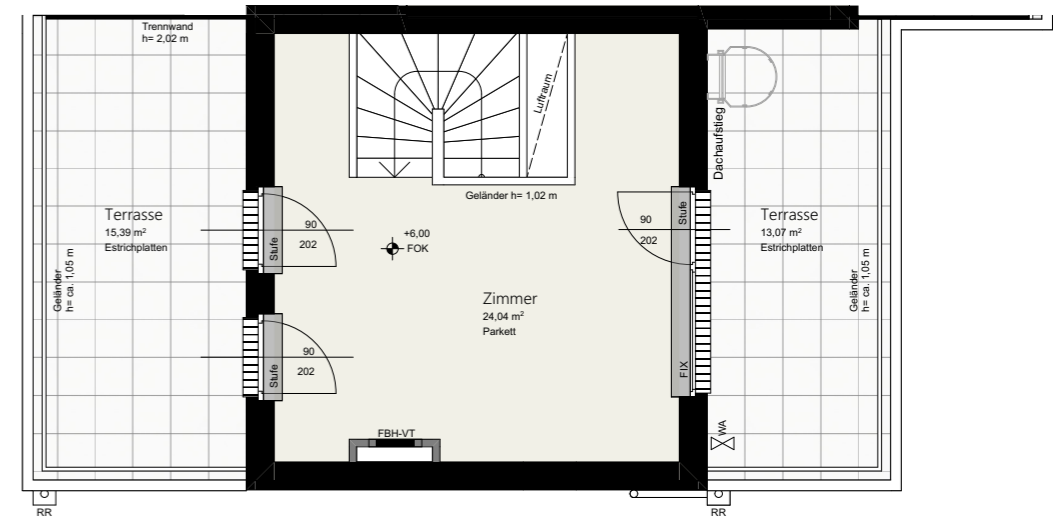 Trennwand
h= 2,02 m
Luftraum
Dachaufstieg
Geländer h= 1,02 m
Terrasse
15,39 m²
Estrichplatten
Geländer
h= ca. 1,05 m
Stufe
90
202
+6,00
FOK
90
202
Stufe
Terrasse
13,07 m²
Estrichplatten
Geländer
h= ca. 1,05 m
Zimmer
24,04 m²
Parkett
Stufe
90
202
FIX
FBH-VT
WA
RR
RR